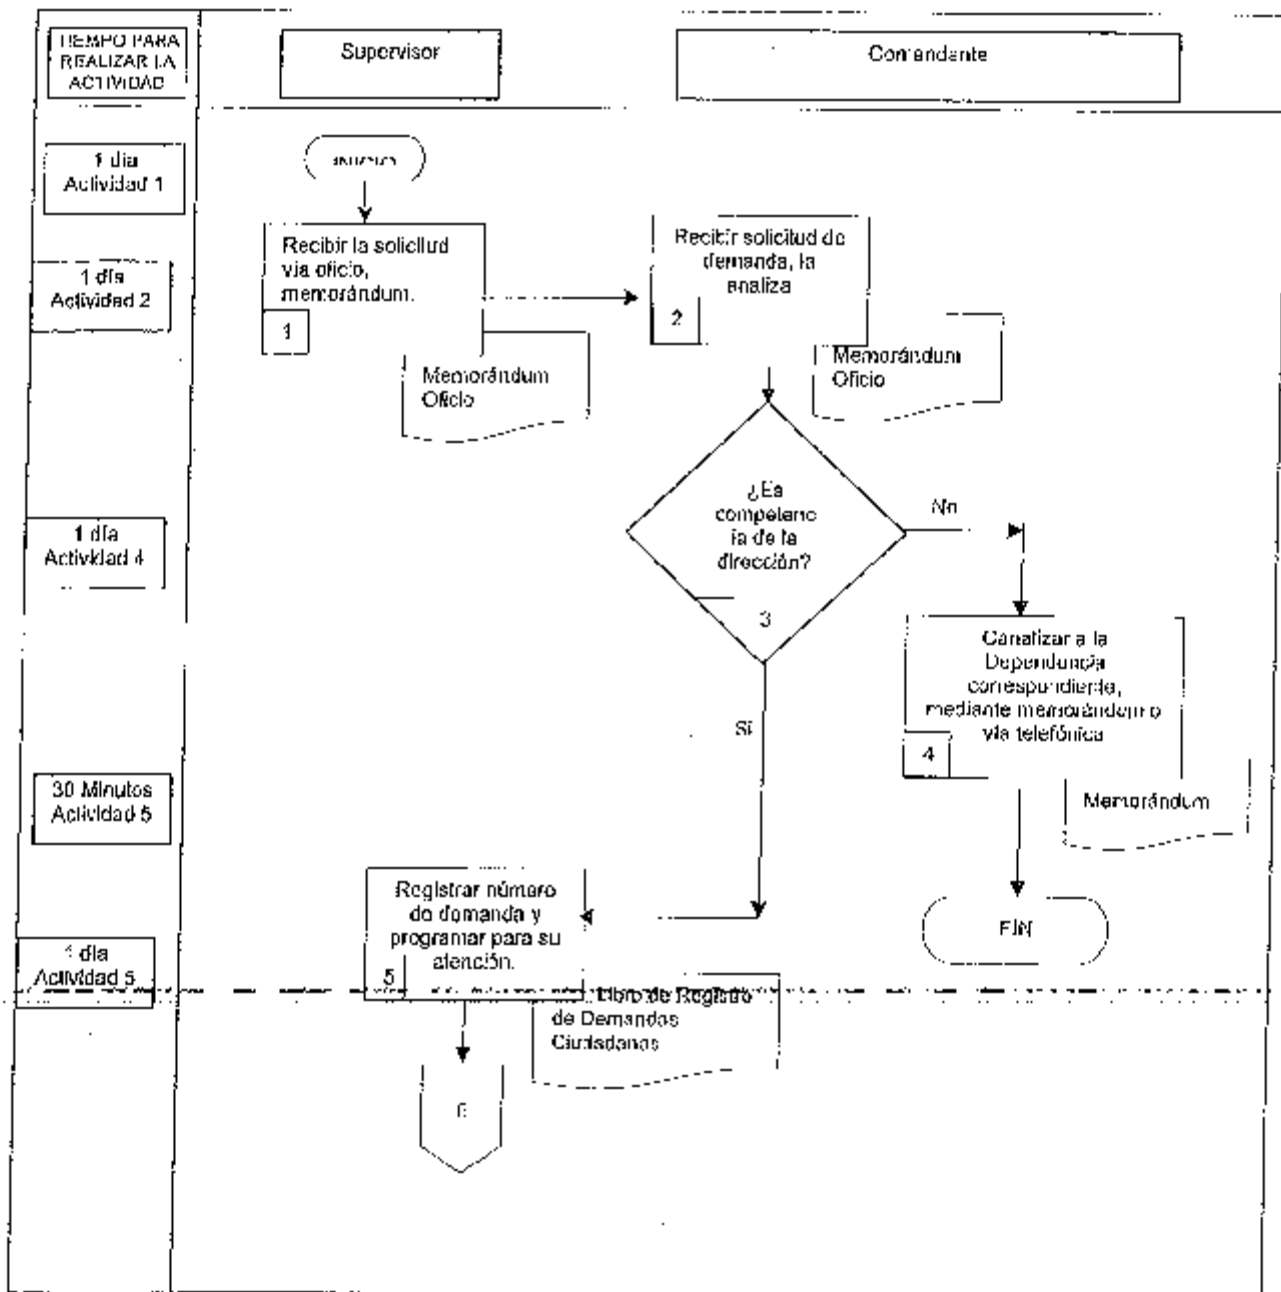 TIEMPO PARA
REALIZAR LA
ACTIVIDAD
Supervisor
Comandante
1 día
Actividad 1
Recibir la solicitud
vía oficio,
memorándum.
1
Recibir solicitud de
demanda, la
analiza
2
1 día
Actividad 2
Memorándum
Oficio
Memorándum
Oficio
¿Es
competenc
ia de la
dirección?
3
No
1 día
Actividad 4
Canalizar a la
Dependencia
correspondiente,
mediante memorándum o
vía telefónica
4
Si
30 Minutos
Actividad 5
Memorándum
Registrar número
de demanda y
programar para su
atención.
5
FIN
1 día
Actividad 5
Libro de Registro
de Demandas
Ciudadanas